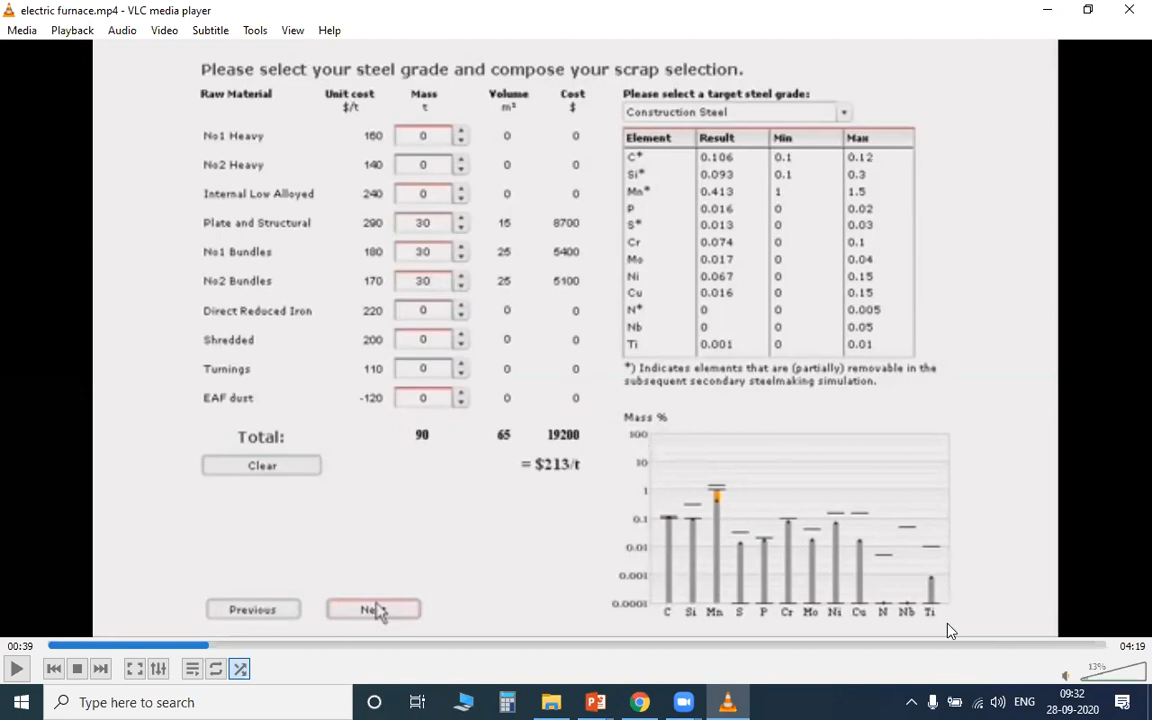 electric furnace.mp4 - VLC media player
Media Playback Audio Video Subtitle Tools View Help
Please select your steel grade and compose your scrap selection.
Raw Material Unit cost $/t Mass t Volume m³ Cost $
No1 Heavy 160 0 0 0
No2 Heavy 140 0 0 0
Internal Low Alloyed 240 0 0 0
Plate and Structural 290 30 15 8700
No1 Bundles 180 30 25 5400
No2 Bundles 170 30 25 5100
Direct Reduced Iron 220 0 0 0
Shredded 200 0 0 0
Turnings 110 0 0 0
EAF dust -120 0 0 0
Total: 90 65 19200
= $213/t
Clear
Previous
Please select a target steel grade:
Construction Steel
Element Result Min Max
C* 0.106 0.1 0.12
Si* 0.093 0.1 0.3
Mn* 0.413 1 1.5
P 0.016 0 0.02
S* 0.013 0 0.03
Cr 0.074 0 0.1
Mo 0.017 0 0.04
Ni 0.067 0 0.15
Cu 0.016 0 0.15
N* 0 0 0.005
Nb 0 0 0.05
Ti 0.001 0 0.01
*) Indicates elements that are (partially) removable in the
subsequent secondary steelmaking simulation.
Mass %
100
10
1
0.1
0.01
0.001
0.0001
C Si Mn S P Cr Mo Ni Cu N Nb Ti
00:39 04:19
13%
Type here to search
ENG
09:32
28-09-2020